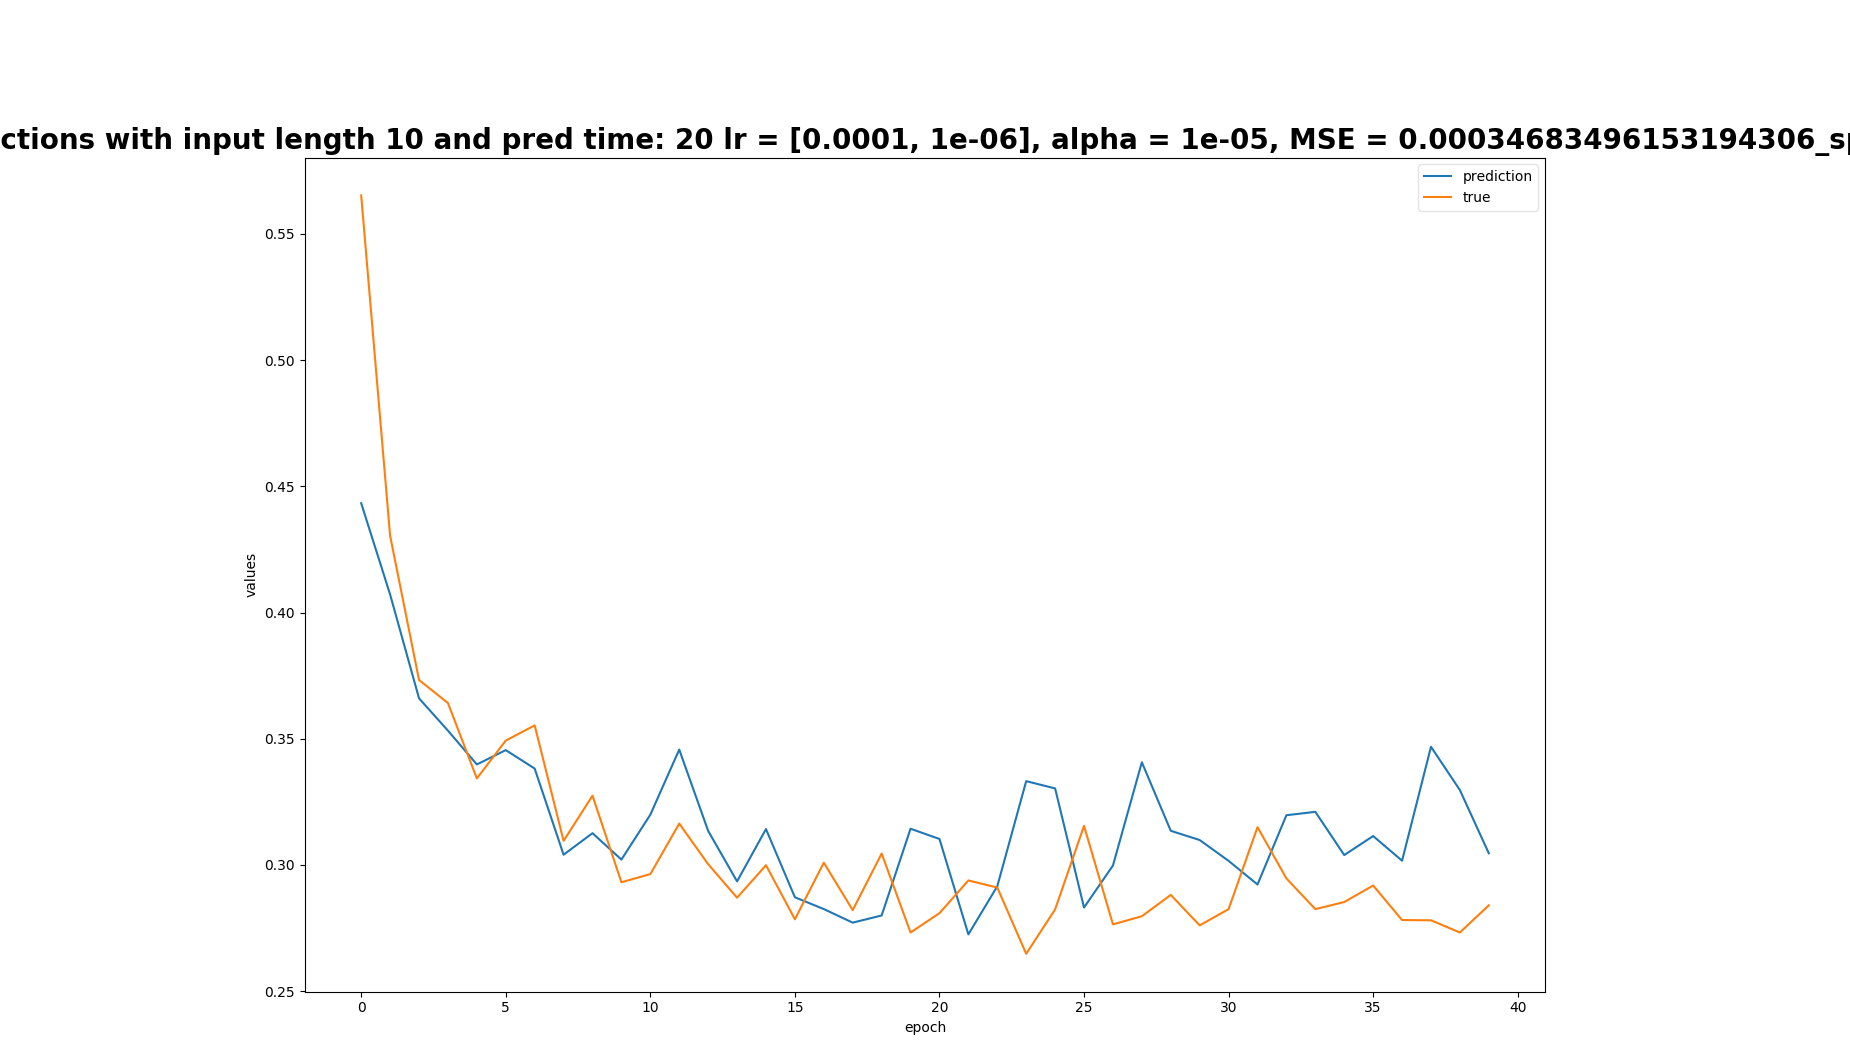 ctions with input length 10 and pred time: 20 lr = [0.0001, 1e-06], alpha = 1e-05, MSE = 0.00034683496153194306_sp
prediction
true
0.55
0.50
0.45
0.40
0.35
0.30
0.25
values
0 5 10 15 20 25 30 35 40
epoch